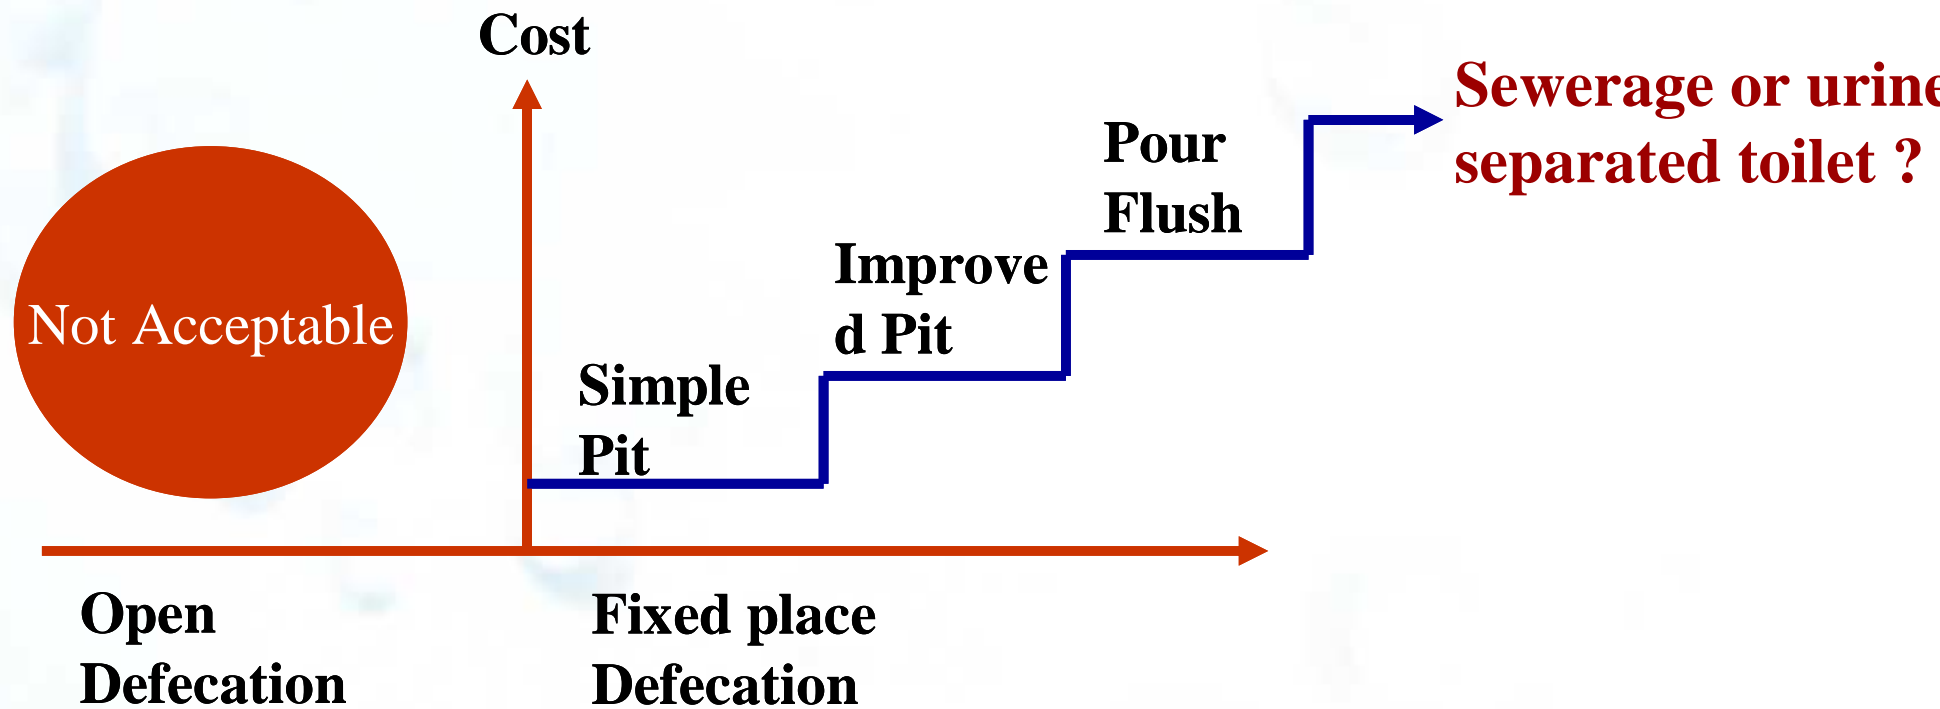 Cost
Sewerage or urine
separated toilet ?
Pour
Flush
Improve
d Pit
Not Acceptable
Simple
Pit
Open
Defecation
Fixed place
Defecation